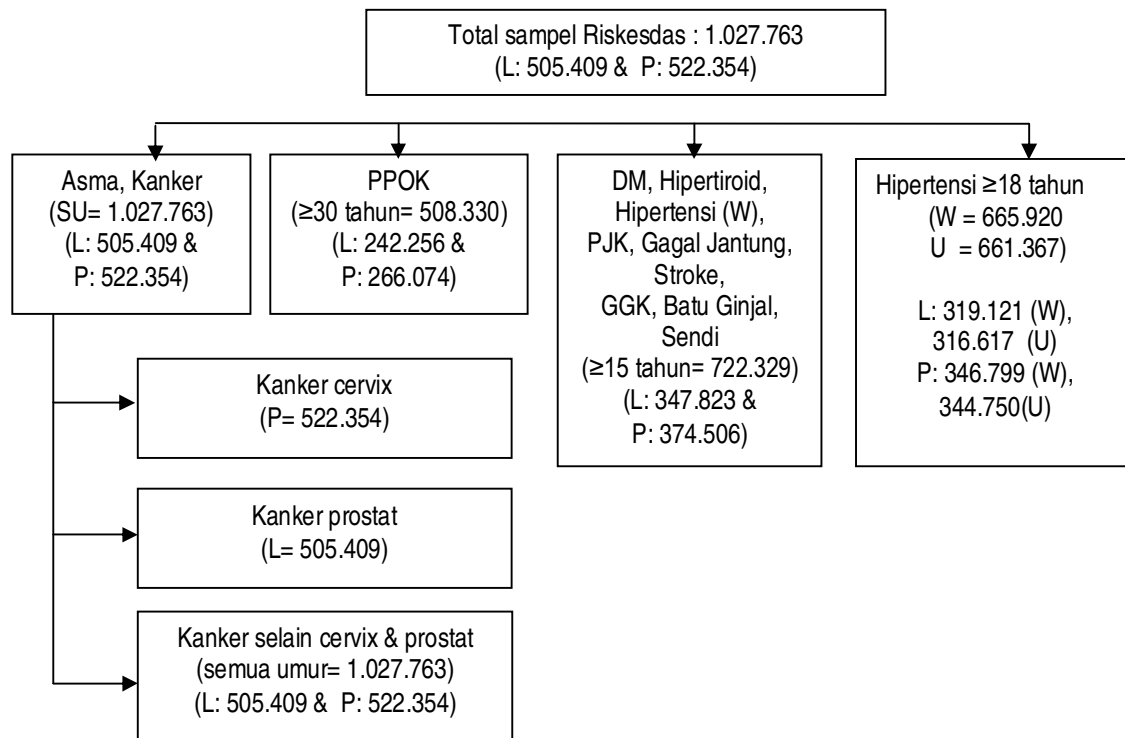 Total sampel Riskesdas : 1.027.763
(L: 505.409 & P: 522.354)
Asma, Kanker
(SU= 1.027.763)
(L: 505.409 &
P: 522.354)
PPOK
(≥30 tahun= 508.330)
(L: 242.256 &
P: 266.074)
DM, Hipertiroid,
Hipertensi (W),
PJK, Gagal Jantung,
Stroke,
GGK, Batu Ginjal,
Sendi
(≥15 tahun= 722.329)
(L: 347.823 &
P: 374.506)
Hipertensi ≥18 tahun
(W = 665.920
U = 661.367)
L: 319.121 (W),
316.617 (U)
P: 346.799 (W),
344.750(U)
Kanker cervix
(P= 522.354)
Kanker prostat
(L= 505.409)
Kanker selain cervix & prostat
(semua umur= 1.027.763)
(L: 505.409 & P: 522.354)